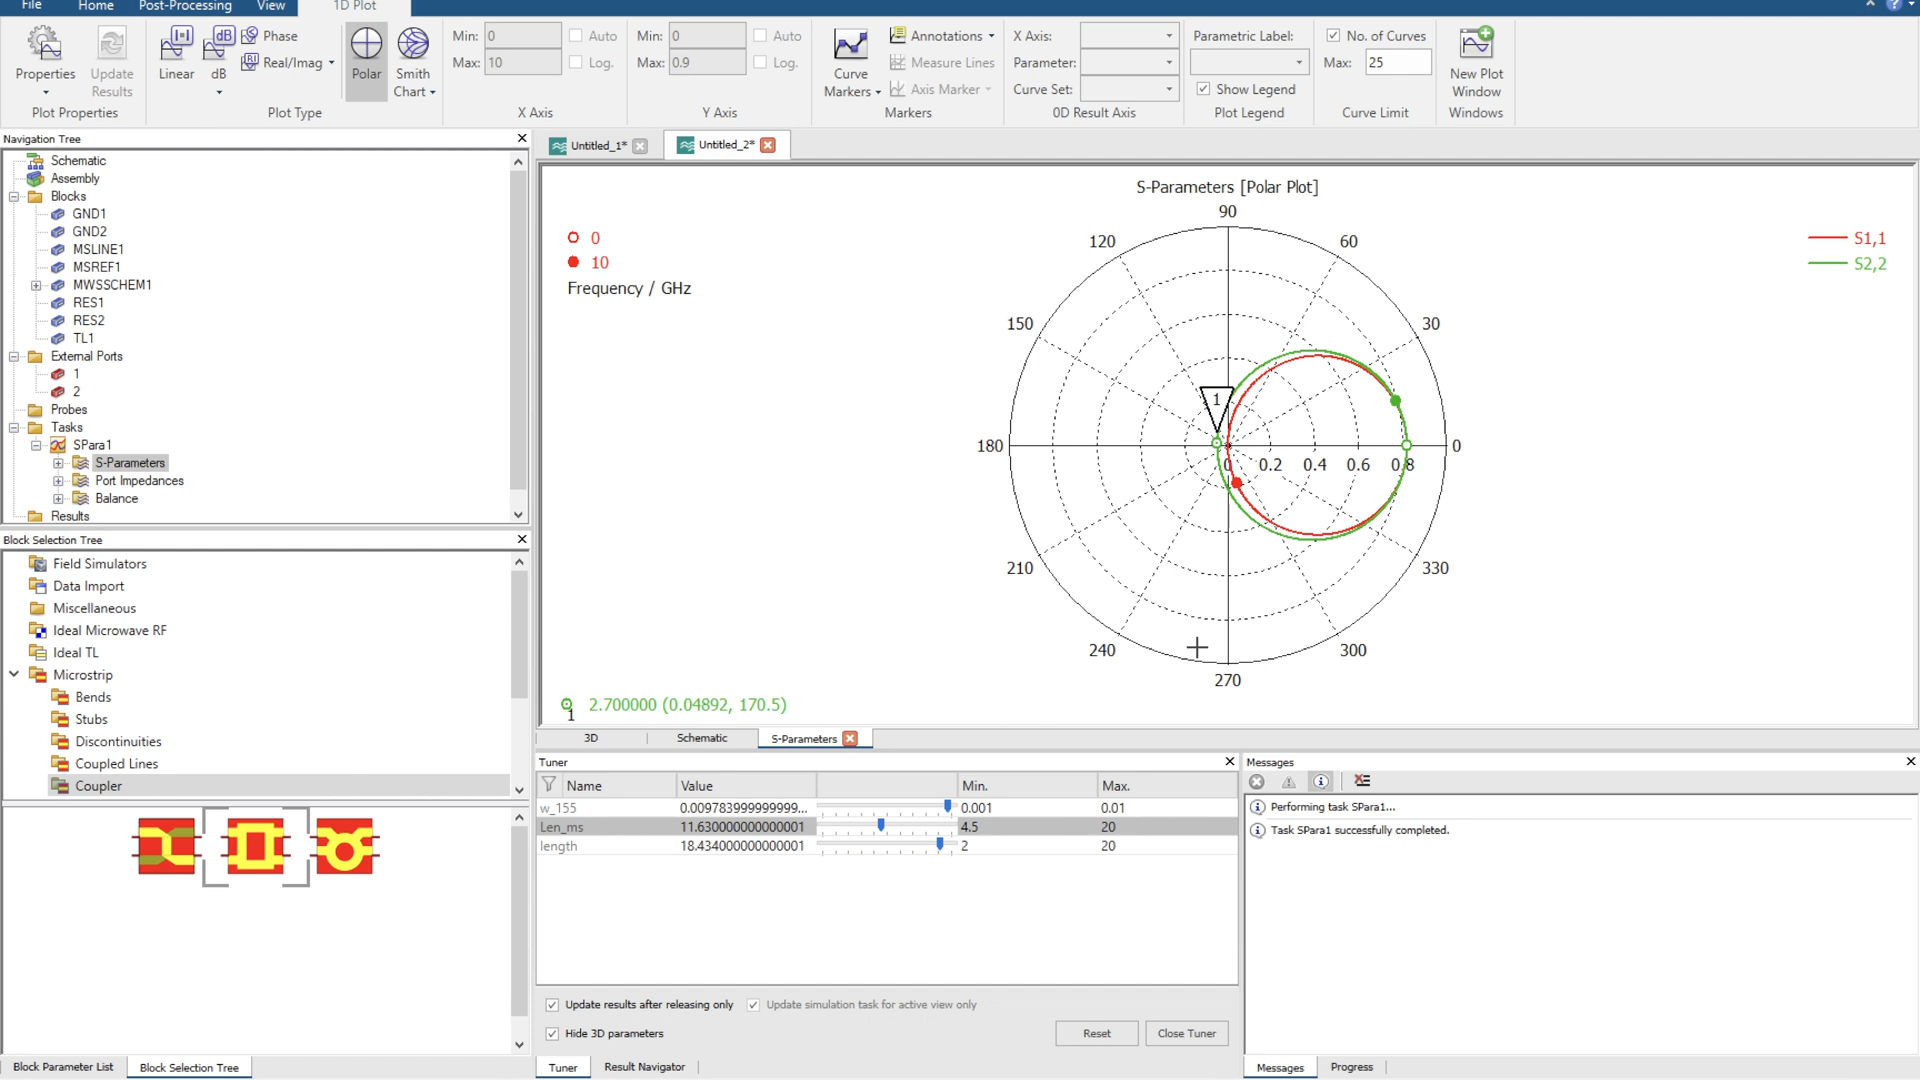 File Home Post-Processing View 1D Plot
Properties
Update Results
Plot Properties
Linear
dB
Phase
Real/Imag
Polar
Smith Chart
Plot Type
Min: 0 Auto
Max: 10 Log.
X Axis
Min: 0 Auto
Max: 0.9 Log.
Y Axis
Curve Markers
Annotations
Measure Lines
Axis Marker
Markers
X Axis:
Parameter:
Curve Set:
0D Result Axis
Parametric Label:
Show Legend
Plot Legend
No. of Curves
Max: 25
Curve Limit
New Plot Window
Windows
Navigation Tree
Schematic
Assembly
Blocks
GND1
GND2
MSLINE1
MSREF1
MWSSCHEM1
RES1
RES2
TL1
External Ports
1
2
Probes
Tasks
SPara1
S-Parameters
Port Impedances
Balance
Results
Block Selection Tree
Field Simulators
Data Import
Miscellaneous
Ideal Microwave RF
Ideal TL
Microstrip
Bends
Stubs
Discontinuities
Coupled Lines
Coupler
Block Parameter List Block Selection Tree
Untitled_1* Untitled_2*
S-Parameters [Polar Plot]
0
10
Frequency / GHz
S1,1
S2,2
90
120 60
150 30
1
180 0
0 0.2 0.4 0.6 0.8
210 330
240 300
270
1 2.700000 (0.04892, 170.5)
3D Schematic S-Parameters
Tuner
Name Value Min. Max.
w_155 0.009783999999999... 0.001 0.01
Len_ms 11.630000000000001 4.5 20
length 18.434000000000001 2 20
Update results after releasing only Update simulation task for active view only
Hide 3D parameters
Reset Close Tuner
Tuner Result Navigator
Messages
Performing task SPara1...
Task SPara1 successfully completed.
Messages Progress